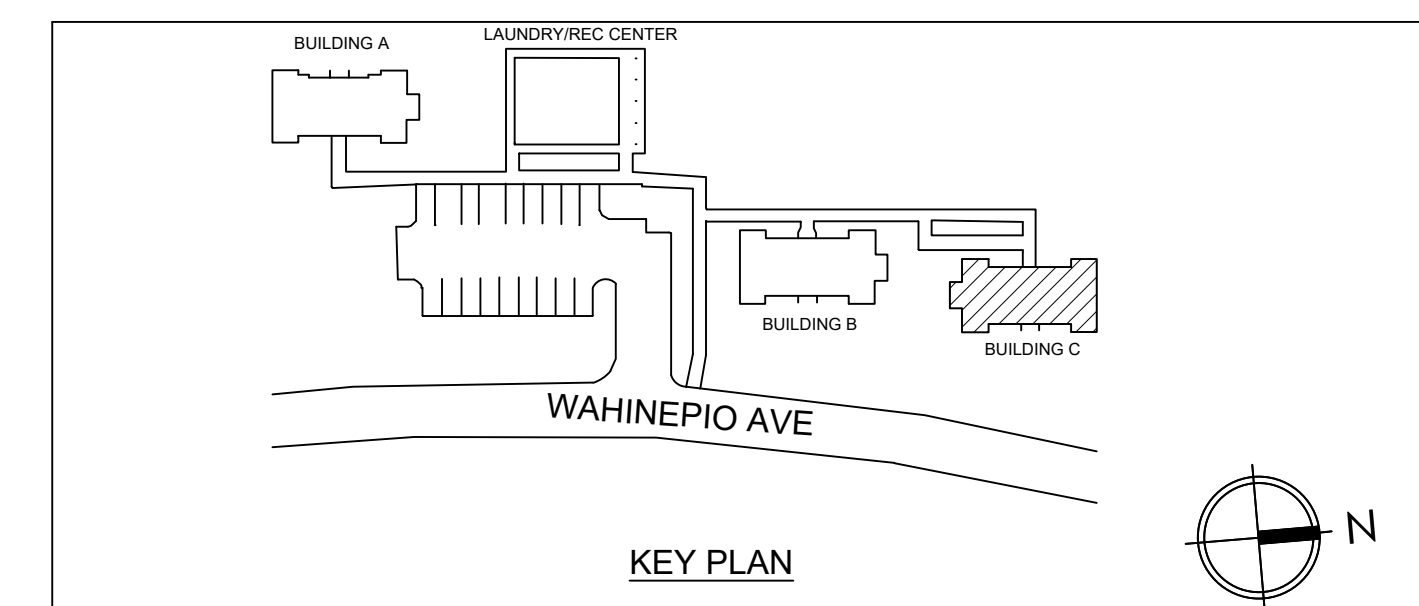 LAUNDRY/REC CENTER
BUILDING A
BUILDING B
BUILDING C
WAHINEPIO AVE
N
KEY PLAN